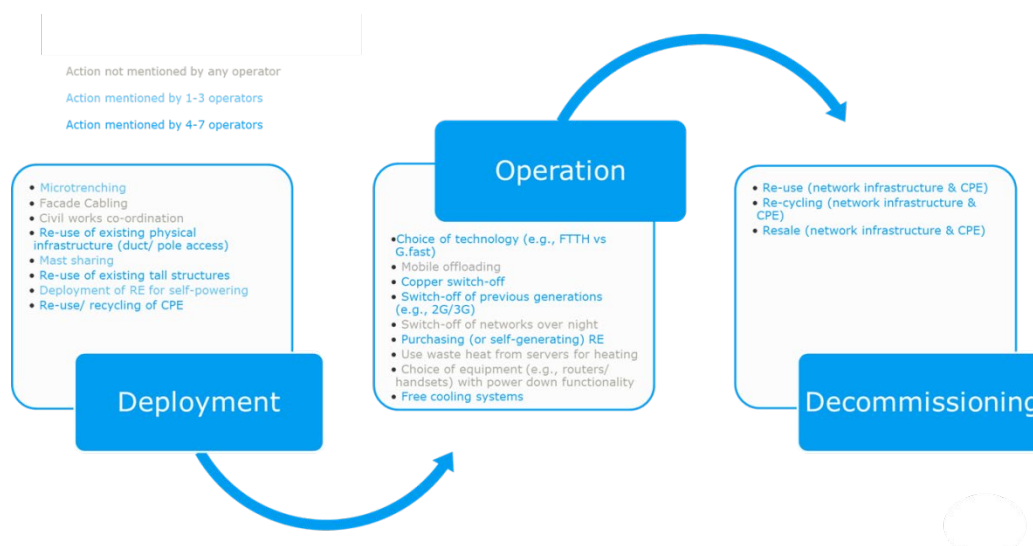 Action not mentioned by any operator
Action mentioned by 1-3 operators
Action mentioned by 4-7 operators
• Microtrenching
• Facade Cabling
• Civil works co-ordination
• Re-use of existing physical
infrastructure (duct/ pole access)
• Mast sharing
• Re-use of existing tall structures
• Deployment of RE for self-powering
• Re-use/ recycling of CPE
Deployment
Operation
•Choice of technology (e.g., FTTH vs
G.fast)
• Mobile offloading
• Copper switch-off
• Switch-off of previous generations
(e.g., 2G/3G)
• Switch-off of networks over night
• Purchasing (or self-generating) RE
• Use waste heat from servers for heating
• Choice of equipment (e.g., routers/
handsets) with power down functionality
• Free cooling systems
• Re-use (network infrastructure & CPE)
• Re-cycling (network infrastructure &
CPE)
• Resale (network infrastructure & CPE)
Decommissioning